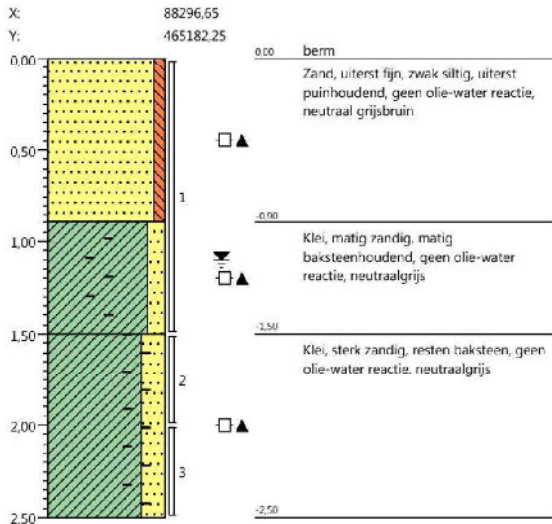 X: 88296,65
Y: 465182,25
0,00
0.00 berm
Zand, uiterst fijn, zwak siltig, uiterst
puinhoudend, geen olie-water reactie,
neutraal grijsbruin
0,50
1
-0,90
1,00
Klei, matig zandig, matig
baksteenhoudend, geen olie-water
reactie, neutraalgrijs
1,50
-1,50
Klei, sterk zandig, resten baksteen, geen
olie-water reactie. neutraalgrijs
2
2,00
3
2,50
-2,50